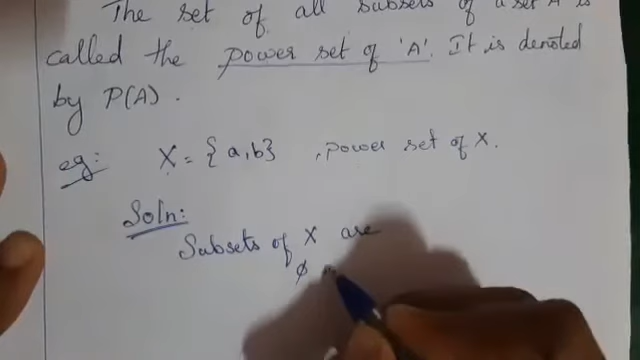 The set of all subsets of a set A is
called the power set of 'A'. It is denoted
by P(A).
eg: X = {a,b} , power set of X.
Soln:
Subsets of X are
ϕ